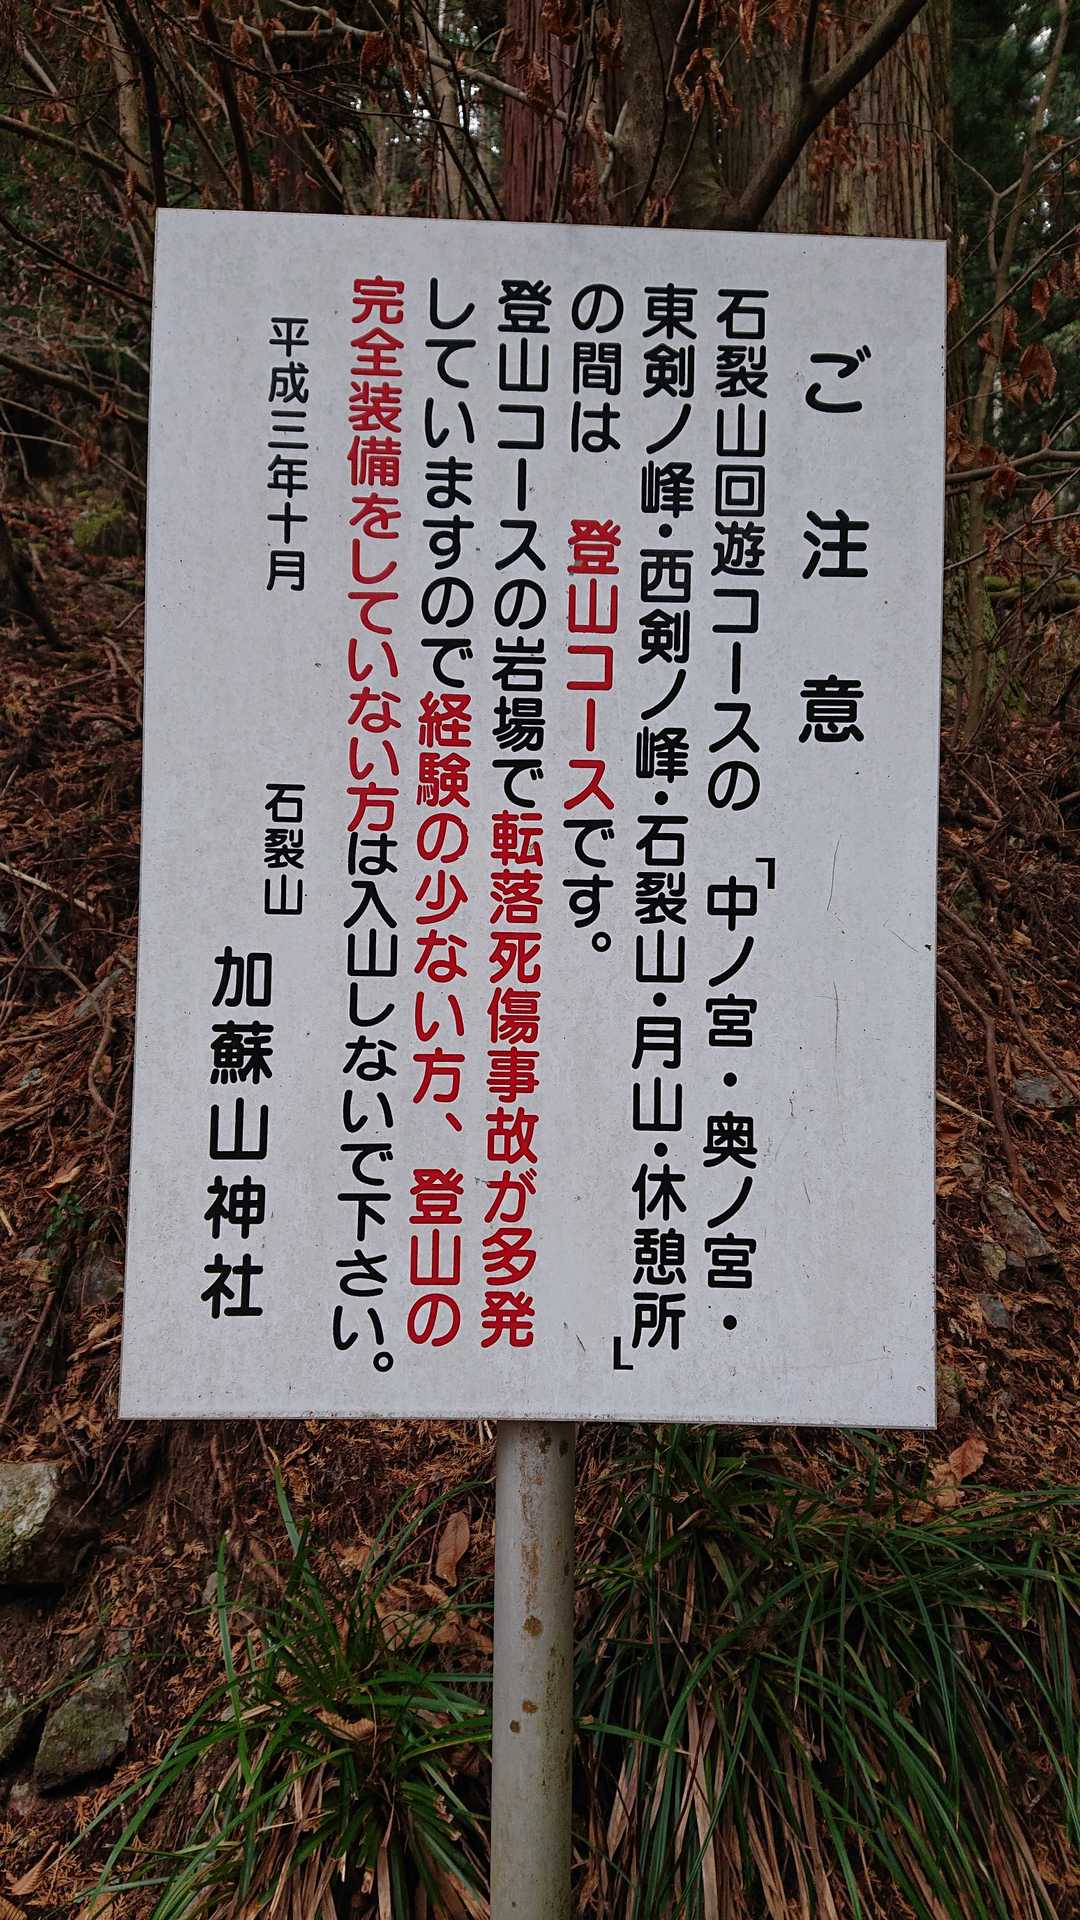 ご注意
石裂山回遊コースの「中ノ宮・奥ノ宮・
東剣ノ峰・西剣ノ峰・石裂山・月山・休憩所」
の間は 登山コースです。
登山コースの岩場で転落死傷事故が多発
していますので経験の少ない方、登山の
完全装備をしていない方は入山しないで下さい。
平成三年十月
石裂山 加蘇山神社